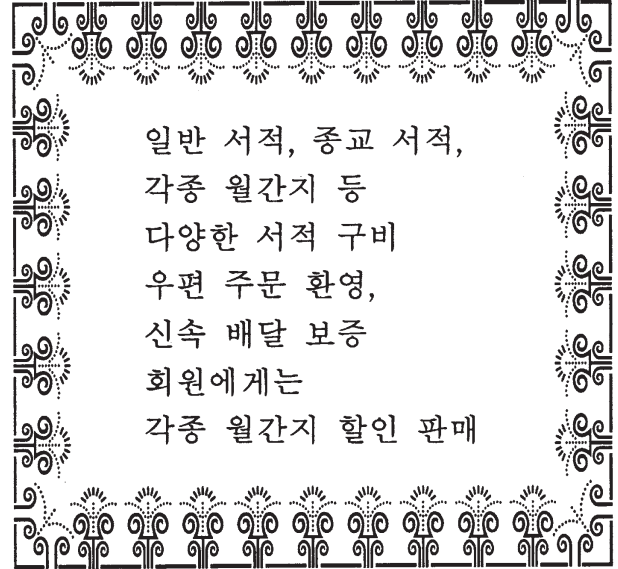 일반 서적, 종교 서적,
각종 월간지 등
다양한 서적 구비
우편 주문 환영,
신속 배달 보증
회원에게는
각종 월간지 할인 판매